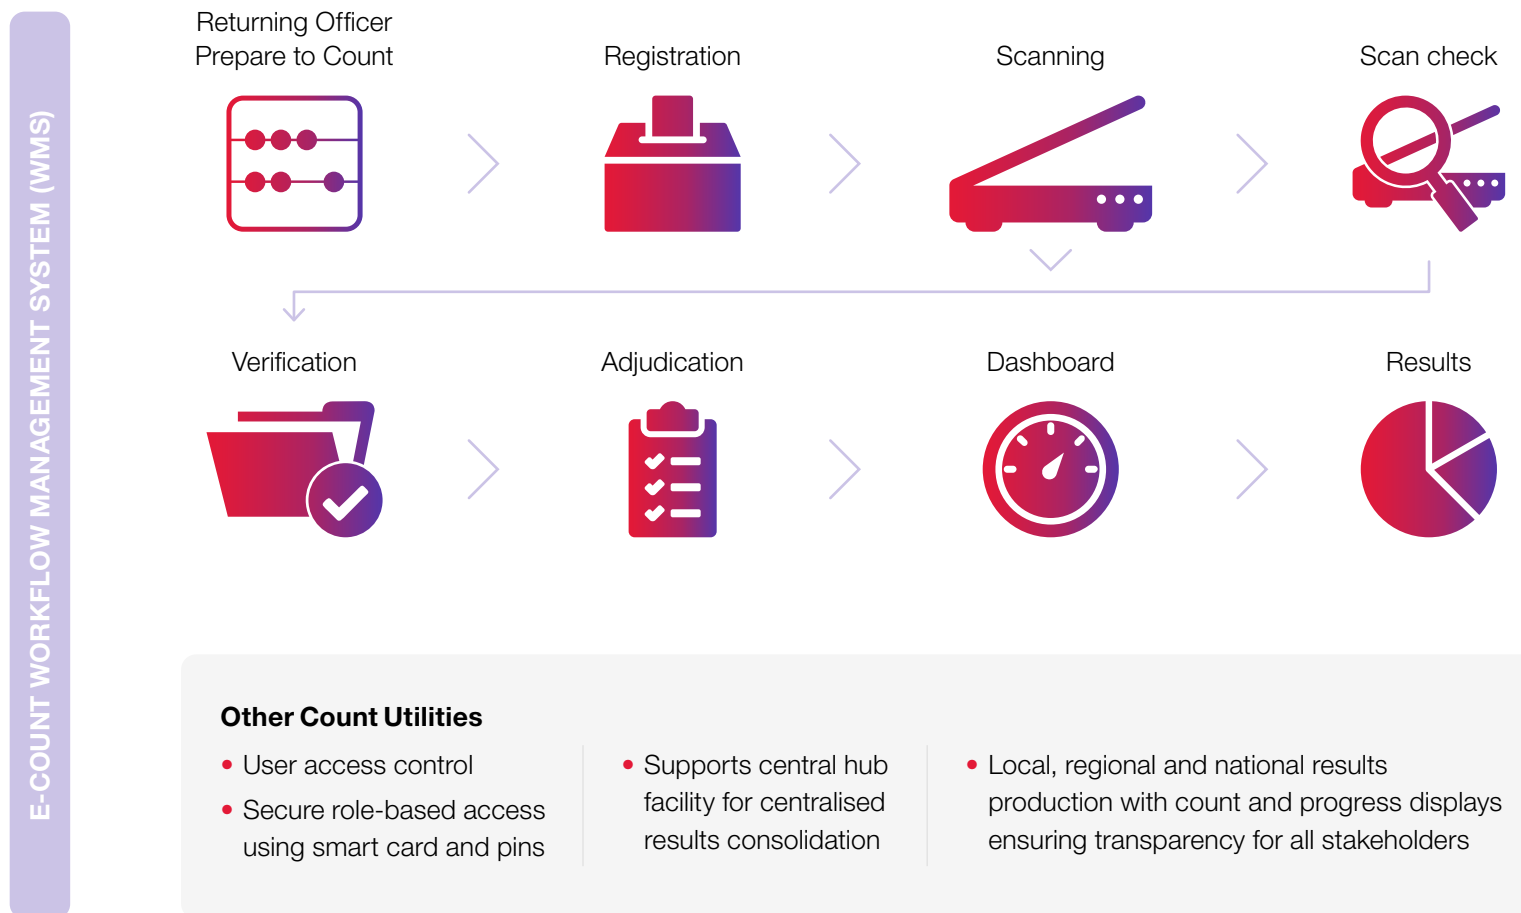 E-COUNT WORKFLOW MANAGEMENT SYSTEM (WMS)
Returning Officer
Prepare to Count
Registration
Scanning
Scan check
Verification
Adjudication
Dashboard
Results
Other Count Utilities
• User access control
• Secure role-based access
using smart card and pins
• Supports central hub
facility for centralised
results consolidation
• Local, regional and national results
production with count and progress displays
ensuring transparency for all stakeholders